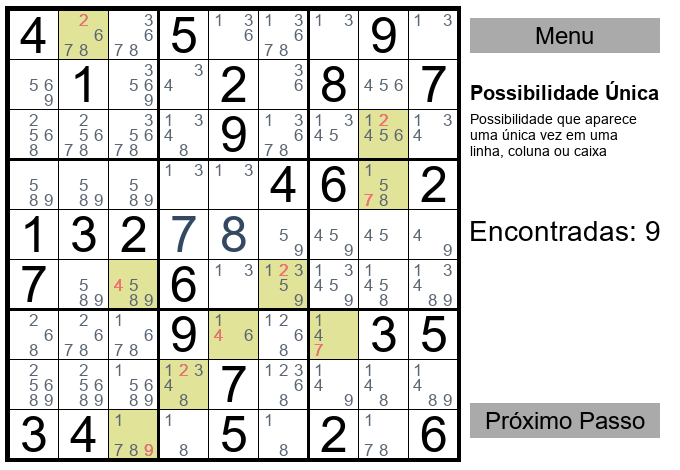 2 3 1 3 1 3 1 3 1 3
4 6 6 5 6 6 9
7 8 7 8 7 8
3 3 3
5 6 1 5 6 4 2 6 8 4 5 6 7
9 9
2 2 3 1 3 1 3 1 3 1 2 1 3
5 6 5 6 5 6 4 9 6 4 5 4 5 6 4
8 7 8 7 8 8 7 8
1 3 1 3 1
5 5 5 4 6 5 2
8 9 8 9 8 9 7 8
1 3 2 7 8 5 4 5 4 5 4
9 9 9
1 3 1 2 3 1 3 1 1 3
7 5 4 5 6 5 4 5 4 5 4
8 9 8 9 9 9 8 8 9
2 2 1 1 1 2 1
6 6 6 9 4 6 6 4 3 5
8 7 8 7 8 8 7
2 2 1 1 2 3 1 2 3 1 1 1
5 6 5 6 5 6 4 7 6 4 4 4
8 9 8 9 8 9 8 8 9 8 8 9
1 1 1 1
3 4 5 2 6
7 8 9 8 8 7 8
Menu
Possibilidade Única
Possibilidade que aparece
uma única vez em uma
linha, coluna ou caixa
Encontradas: 9
Próximo Passo